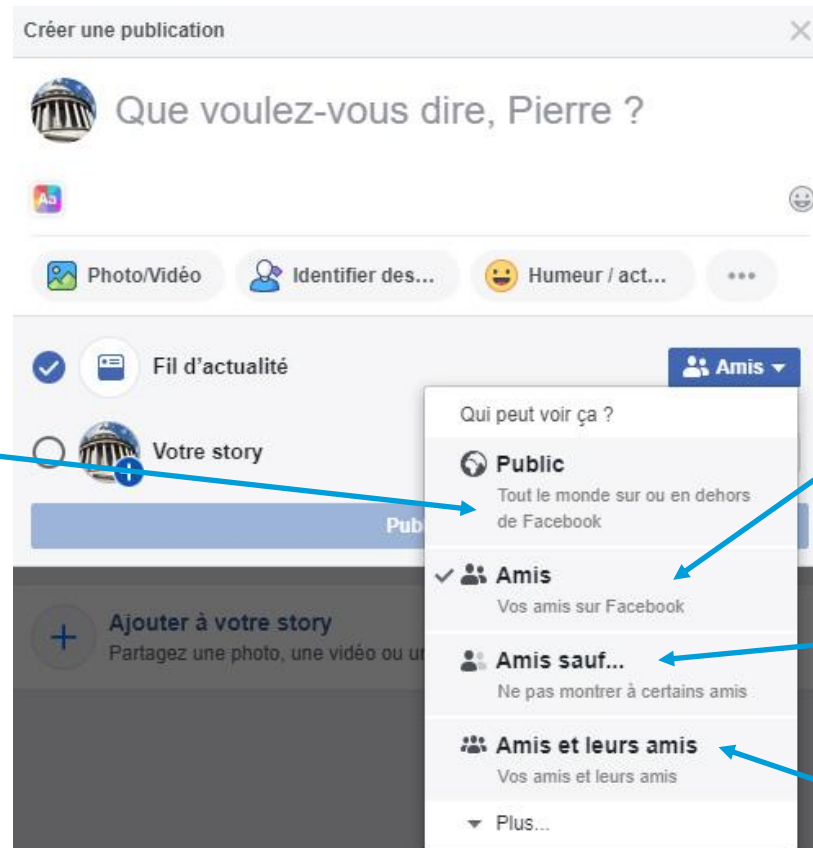 Créer une publication
Que voulez-vous dire, Pierre ?
Aa
Photo/Vidéo Identifier des... Humeur / act...
Fil d'actualité Amis
Qui peut voir ça ?
Votre story
Public
Tout le monde sur ou en dehors
de Facebook
Amis
Vos amis sur Facebook
Ajouter à votre story
Partagez une photo, une vidéo ou
Amis sauf...
Ne pas montrer à certains amis
Amis et leurs amis
Vos amis et leurs amis
Plus...